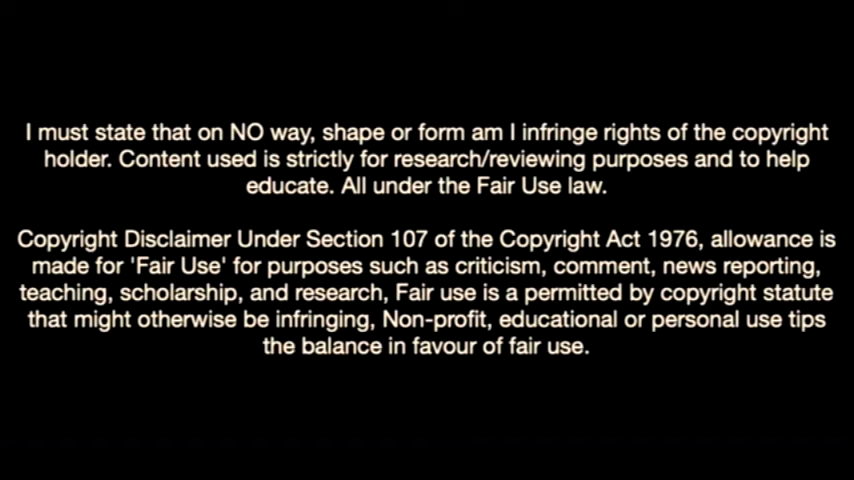 I must state that on NO way, shape or form am I infringe rights of the copyright
holder. Content used is strictly for research/reviewing purposes and to help
educate. All under the Fair Use law.
Copyright Disclaimer Under Section 107 of the Copyright Act 1976, allowance is
made for 'Fair Use' for purposes such as criticism, comment, news reporting,
teaching, scholarship, and research, Fair use is a permitted by copyright statute
that might otherwise be infringing, Non-profit, educational or personal use tips
the balance in favour of fair use.